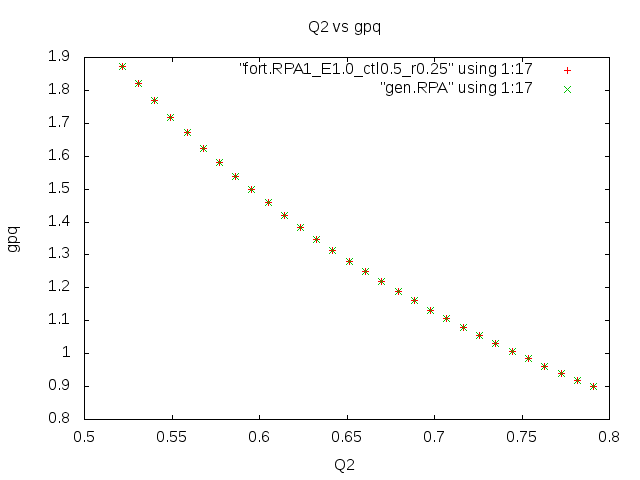 Q2 vs gpq
"fort.RPA1_E1.0_ctl0.5_r0.25" using 1:17
"gen.RPA" using 1:17
1.9
1.8
1.7
1.6
1.5
1.4
1.3
1.2
1.1
1
0.9
0.8
gpq
0.5 0.55 0.6 0.65 0.7 0.75 0.8
Q2